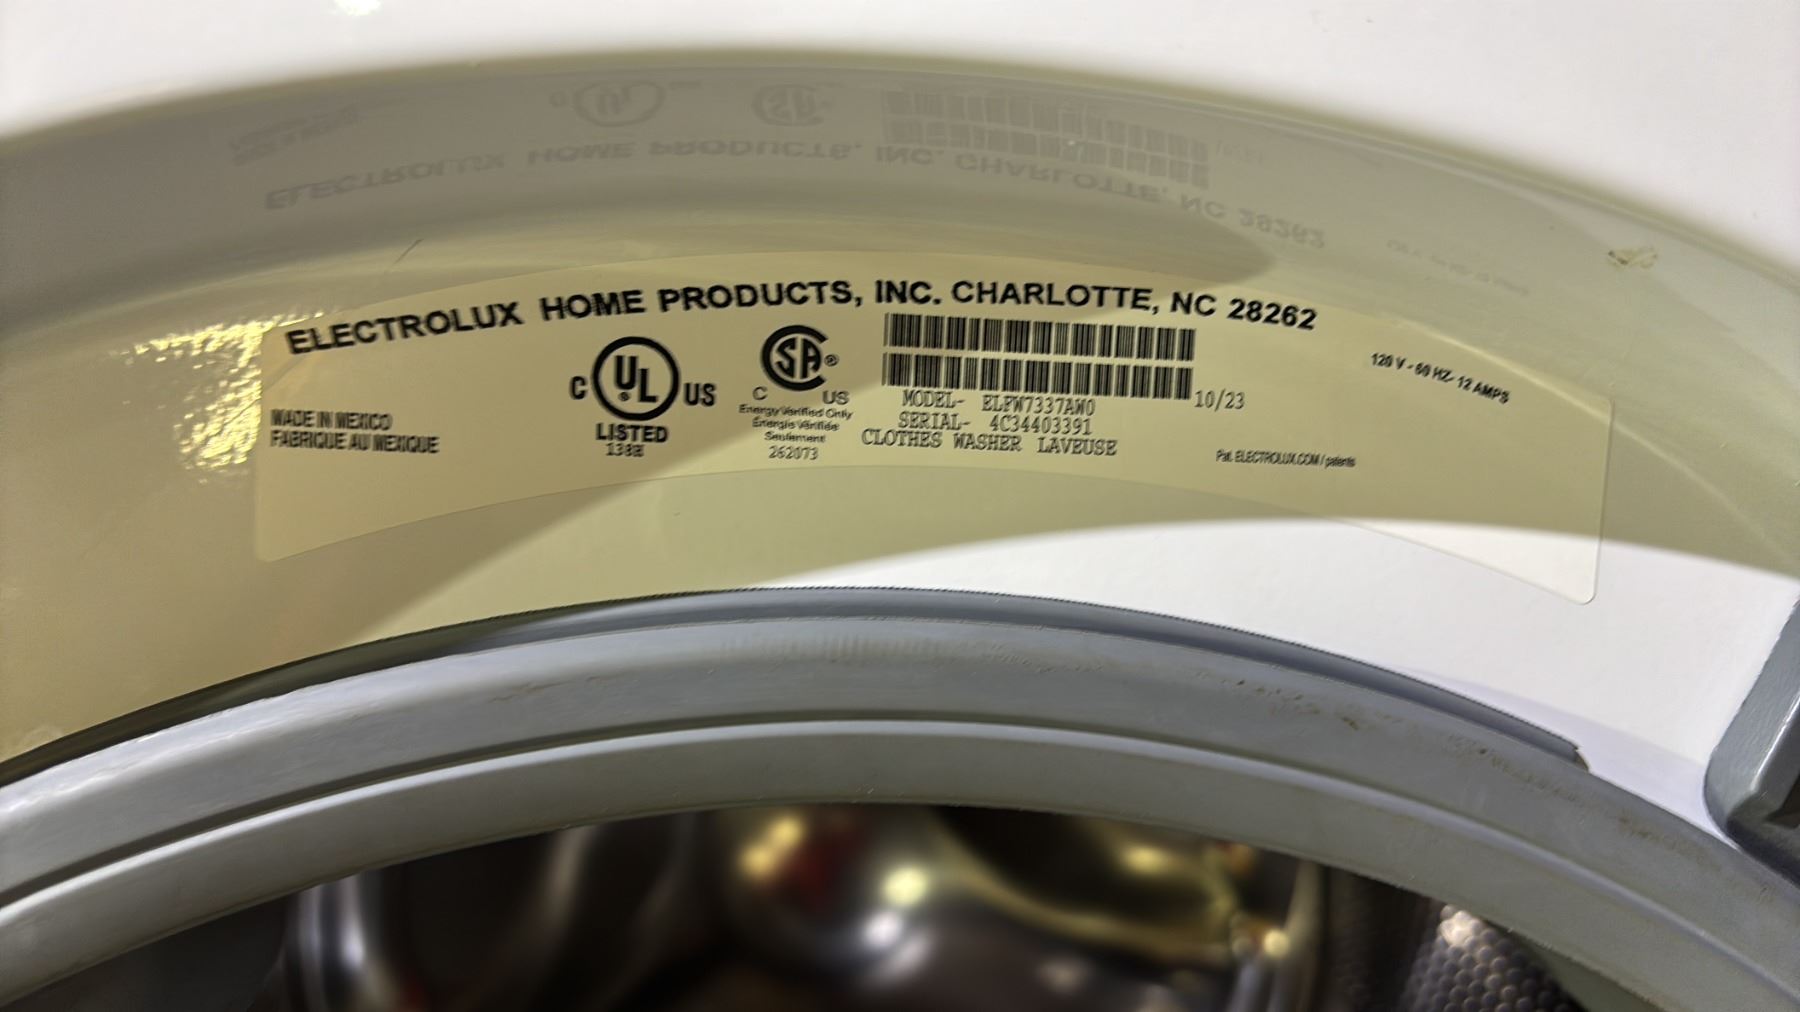 ELECTROLUX HOME PRODUCTS, INC. CHARLOTTE, NC 28262
MADE IN MEXICO
FABRIQUE AU MEXIQUE
C UL ® US
LISTED
138H
SA ®
C US
Energy Verified Only
Énergie Vérifiée
Seulement
262073
10/23
MODEL- ELFW7337AW0
SERIAL- 4C34403391
CLOTHES WASHER LAVEUSE
120 V - 60 HZ- 12 AMPS
Pat. ELECTROLUX.COM / patents